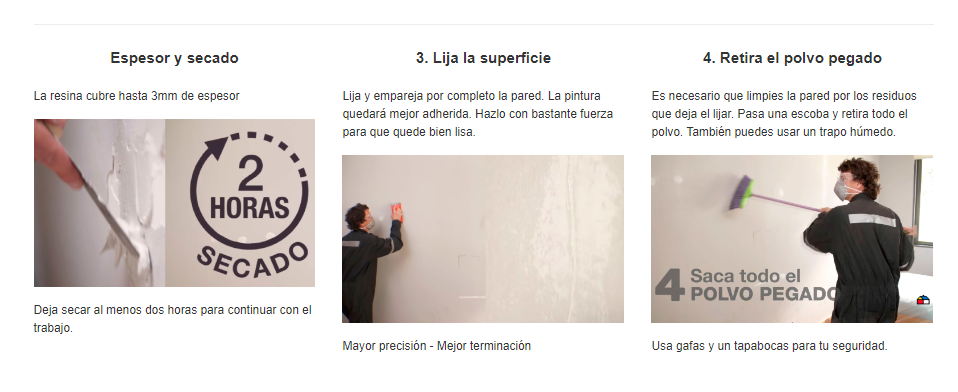 Espesor y secado
La resina cubre hasta 3mm de espesor
2
HORAS
SECADO
Deja secar al menos dos horas para continuar con el
trabajo.
3. Lija la superficie
Lija y empareja por completo la pared. La pintura
quedará mejor adherida. Hazlo con bastante fuerza
para que quede bien lisa.
Mayor precisión - Mejor terminación
4. Retira el polvo pegado
Es necesario que limpies la pared por los residuos
que deja el lijar. Pasa una escoba y retira todo el
polvo. También puedes usar un trapo húmedo.
4 Saca todo el
POLVO PEGADO
Usa gafas y un tapabocas para tu seguridad.